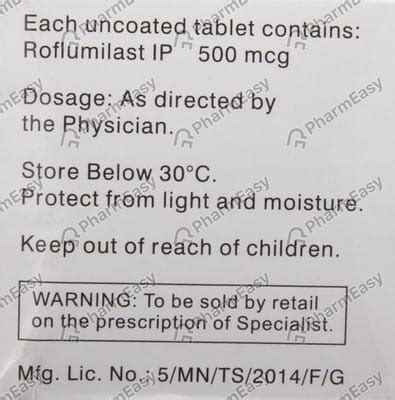 Each uncoated tablet contains:
Roflumilast IP 500 mcg
Dosage: As directed by
the Physician.
Store Below 30°C.
Protect from light and moisture.
Keep out of reach of children.
WARNING: To be sold by retail
on the prescription of Specialist.
Mfg. Lic. No.: 5/MN/TS/2014/F/G
PharmEasy